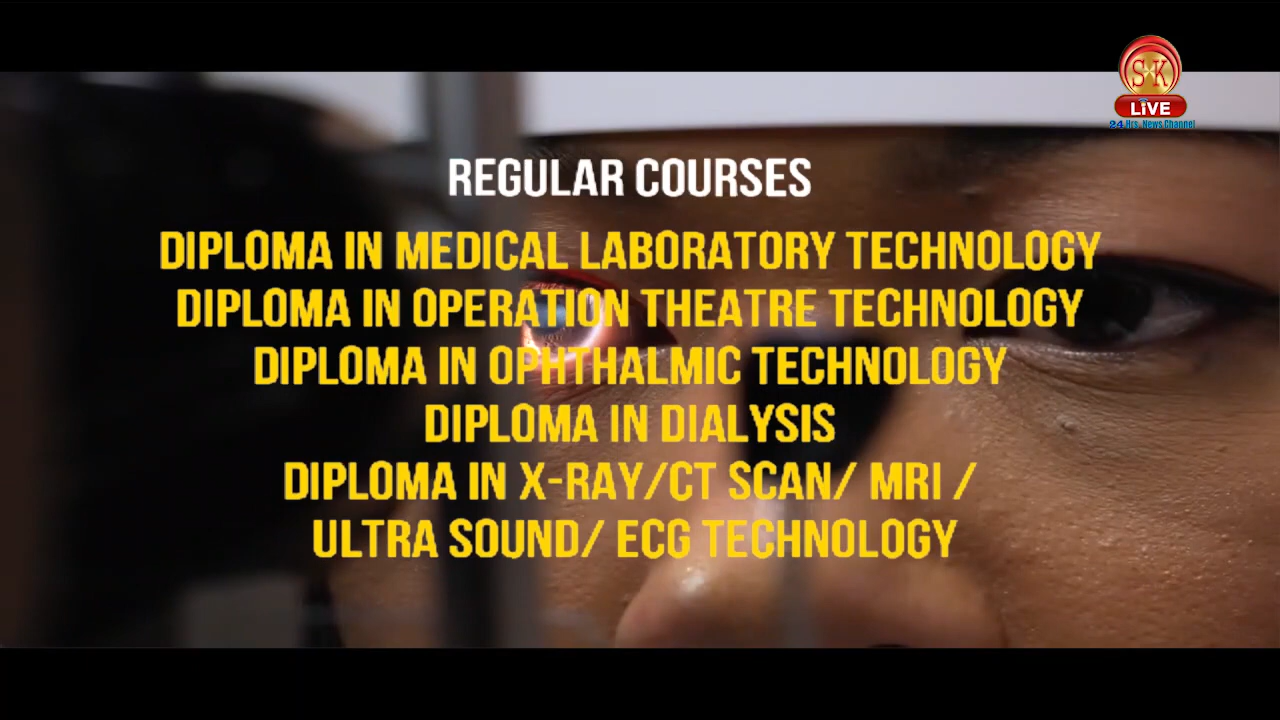 SK
LIVE
24 Hrs. News Channel
REGULAR COURSES
DIPLOMA IN MEDICAL LABORATORY TECHNOLOGY
DIPLOMA IN OPERATION THEATRE TECHNOLOGY
DIPLOMA IN OPHTHALMIC TECHNOLOGY
DIPLOMA IN DIALYSIS
DIPLOMA IN X-RAY/CT SCAN/ MRI /
ULTRA SOUND/ ECG TECHNOLOGY